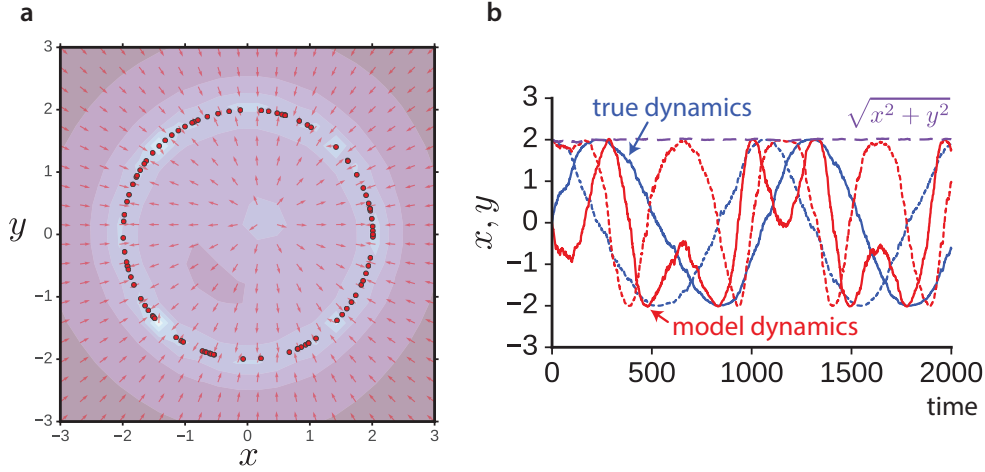 a
3
2
1
0
−1
−2
−3
y
−3 −2 −1 0 1 2 3
x
b
3
2
1
0
−1
−2
−3
x, y
true dynamics
√x² + y²
model dynamics
0 500 1000 1500 2000
time